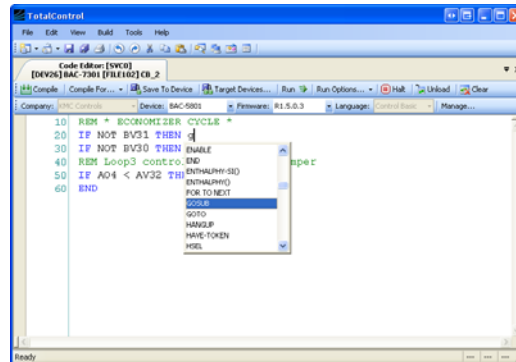 TotalControl
File Edit View Build Tools Help
Code Editor: [SVC0]
[DEV26] BAC-7301 [FILE102] CB_2
Compile Compile For... Save To Device Target Devices... Run Run Options... Halt Unload Clear
Company: KMC Controls Device: BAC-5801 Firmware: R1.5.0.3 Language: Control Basic Manage...
10 REM * ECONOMIZER CYCLE *
20 IF NOT BV31 THEN g
30 IF NOT BV30 THEN
40 REM Loop3 contro mper
50 IF AO4 < AV32 TH
60 END
ENABLE
END
ENTHALPHY-SI()
ENTHALPHY()
FOR TO NEXT
GOSUB
GOTO
HANGUP
HAVE-TOKEN
HSEL
Ready